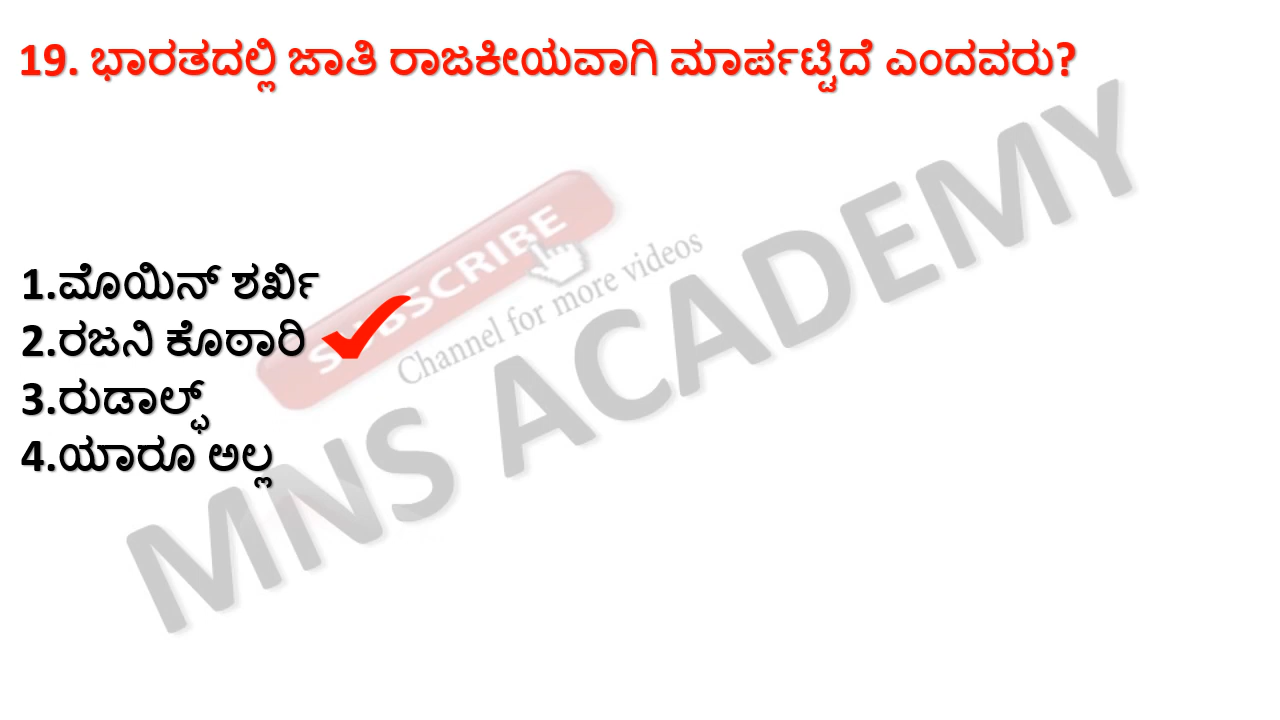 19. ಭಾರತದಲ್ಲಿ ಜಾತಿ ರಾಜಕೀಯವಾಗಿ ಮಾರ್ಪಟ್ಟಿದೆ ಎಂದವರು?
1.ಮೊಯಿನ್ ಶರ್ಖಿ
2.ರಜನಿ ಕೊಠಾರಿ
3.ರುಡಾಲ್ಫ್
4.ಯಾರೂ ಅಲ್ಲ
SUBSCRIBE
Channel for more videos
MNS ACADEMY